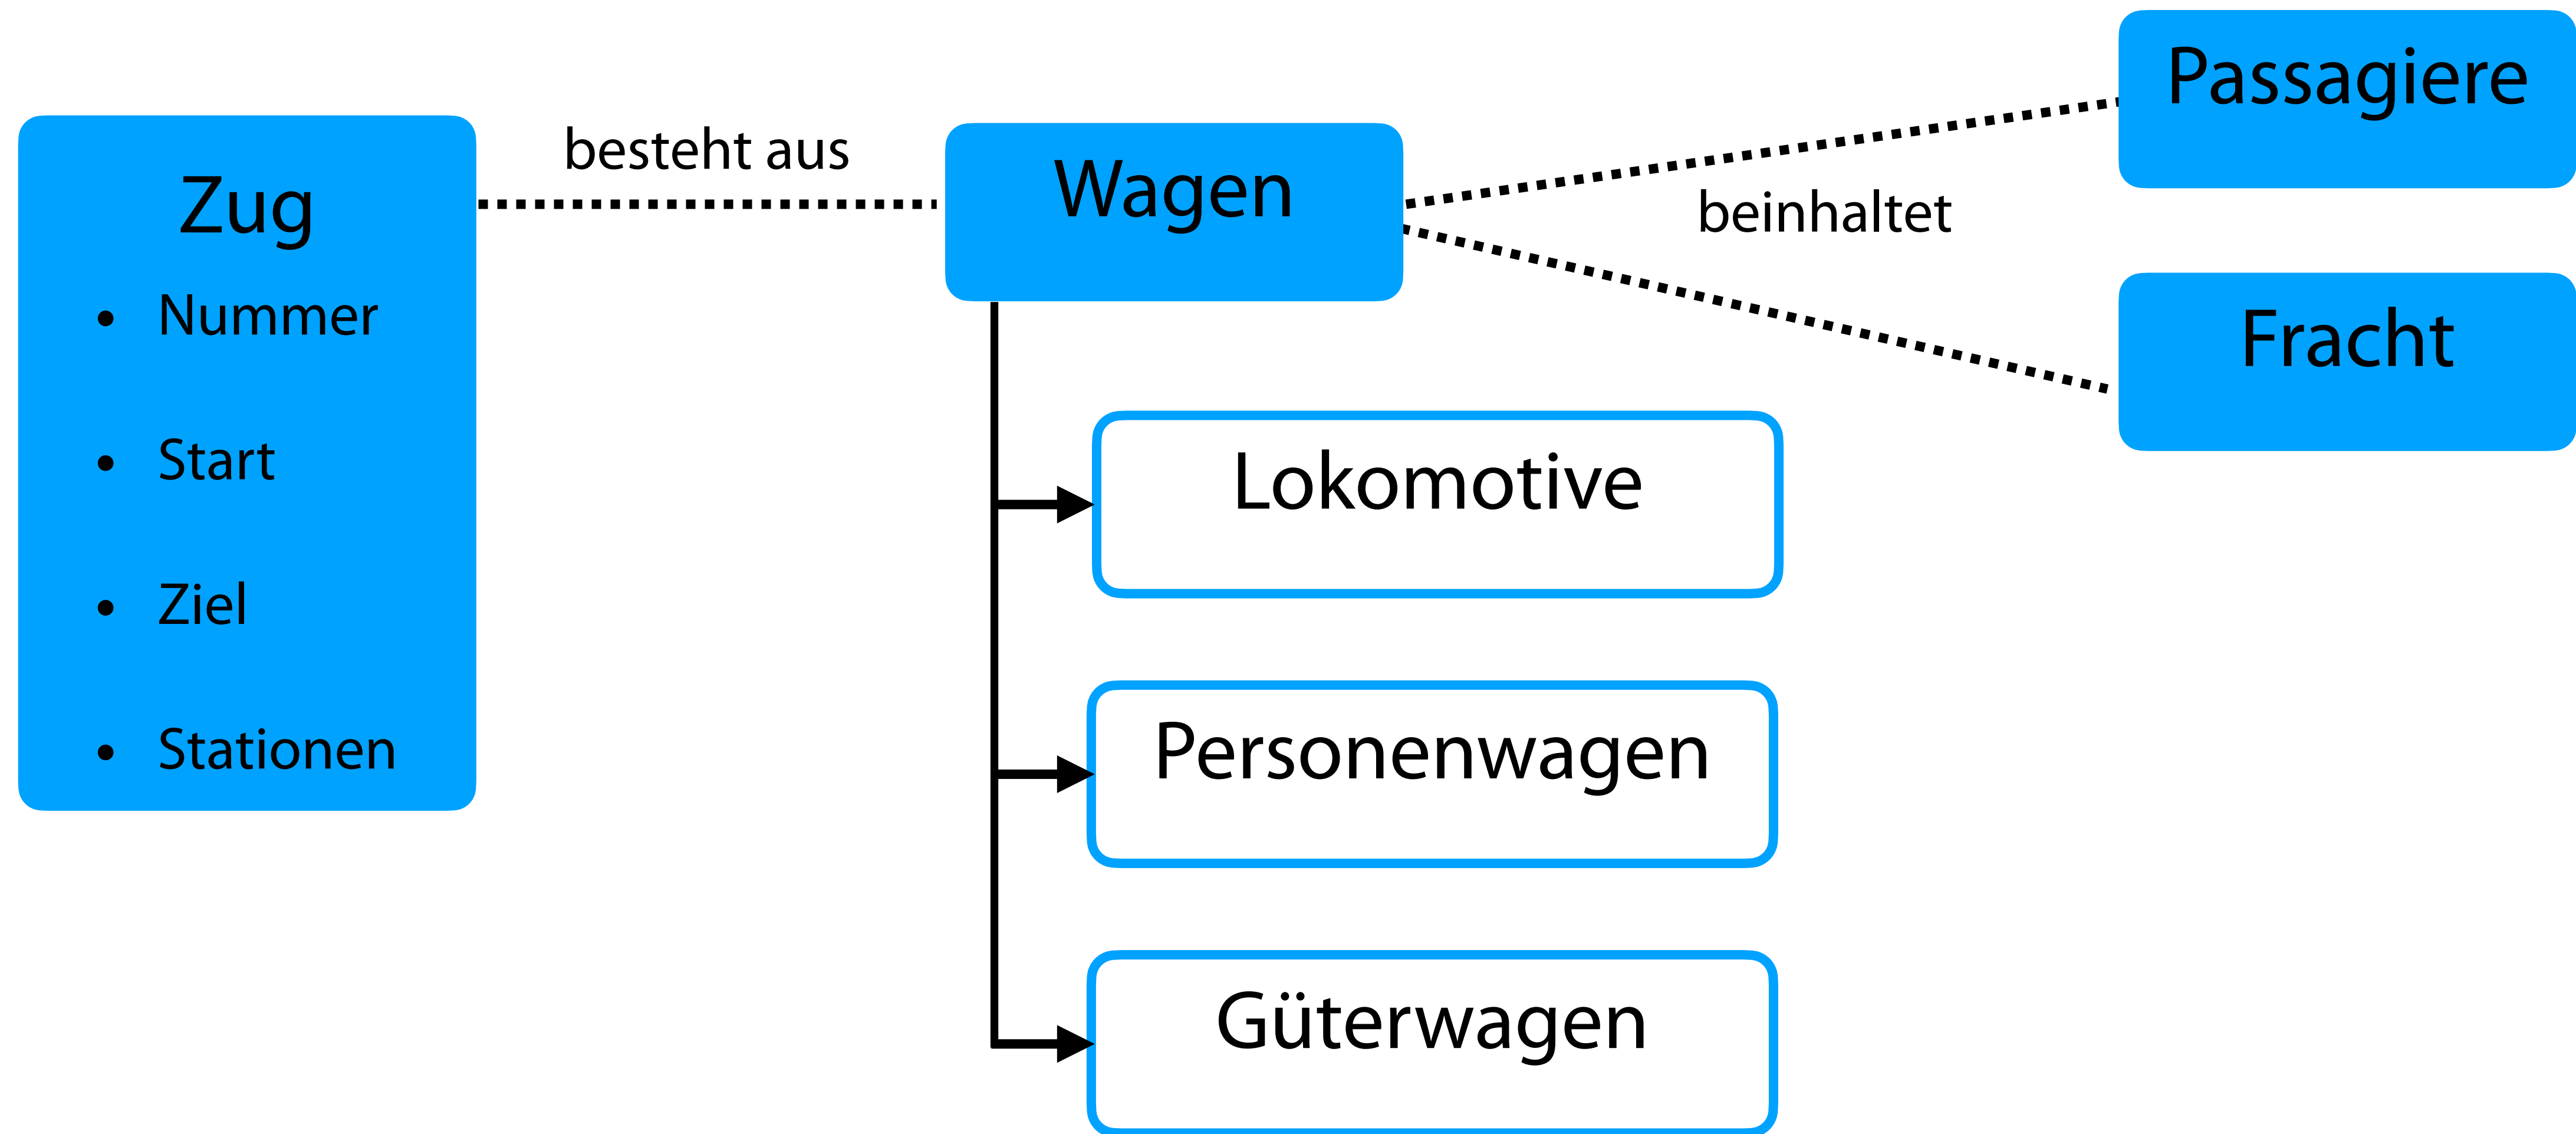 Zug
• Nummer
• Start
• Ziel
• Stationen
besteht aus
Wagen
beinhaltet
Passagiere
Fracht
Lokomotive
Personenwagen
Güterwagen